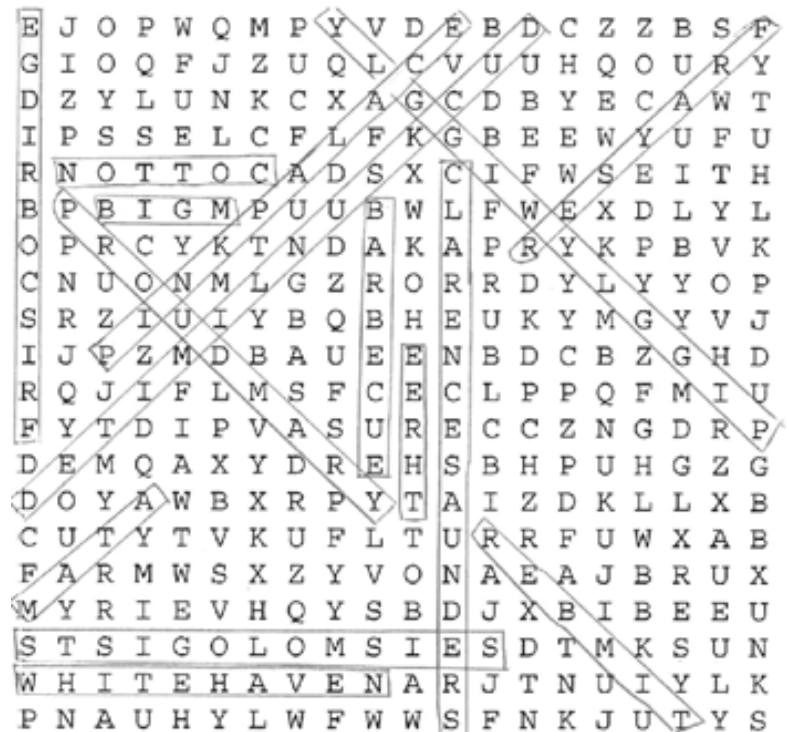 E J O P W Q M P Y V D E B D C Z Z B S F
G I O Q F J Z U Q L C V U U H Q O U R Y
D Z Y L U N K C X A G C D B Y E C A W T
I P S S E L C F L F K G B E E W Y U F U
R N O T T O C A D S X C I F W S E I T H
B P B I G M P U U B W L F W E X D L Y L
O P R C Y K T N D A K A P R Y K P B V K
C N U O N M L G Z R O R R D Y L Y Y O P
S R Z I U I Y B Q B H E U K Y M G Y V J
I J P Z M D B A U E E N B D C B Z G H D
R Q J I F L M S F C E C L P P Q F M I U
F Y T D I P V A S U R E C C Z N G D R P
D E M Q A X Y D R E H S B H P U H G Z G
D O Y A W B X R P Y T A I Z D K L L X B
C U T Y T V K U F L T U R R F U W X A B
F A R M W S X Z Y V O N A E A J B R U X
M Y R I E V H Q Y S B D J X B I B E E U
S T S I G O L O M S I E S D T M K S U N
W H I T E H A V E N A R J T N U I Y L K
P N A U H Y L W F W W S F N K J U T Y S